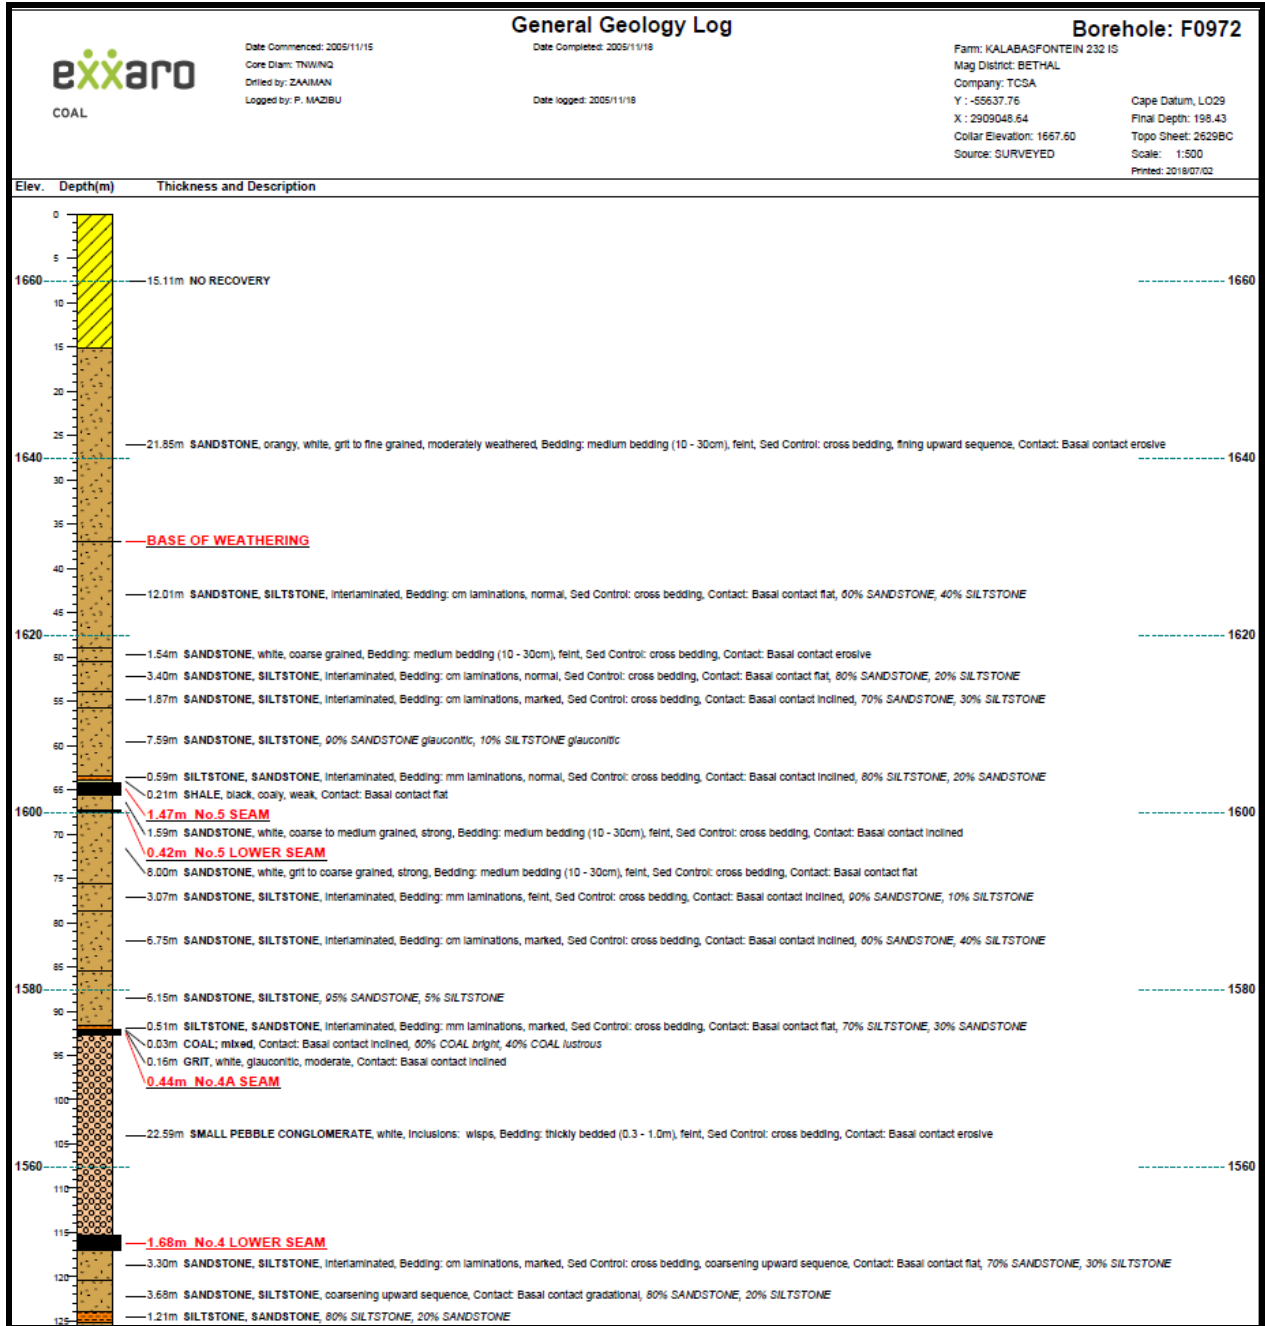 General Geology Log
Borehole: F0972
exxaro
COAL
Date Commenced: 2005/11/15
Date Completed: 2005/11/18
Core Diam: TNW/NQ
Drilled by: ZAAIMAN
Logged by: P. MAZIBU
Date logged: 2005/11/18
Farm: KALABASFONTEIN 232 IS
Mag District: BETHAL
Company: TCSA
Y : -55637.76
Cape Datum, LO29
X : 2909048.64
Final Depth: 198.43
Collar Elevation: 1667.60
Topo Sheet: 2629BC
Source: SURVEYED
Scale: 1:500
Printed: 2018/07/02
Elev. Depth(m) Thickness and Description
0
5
1660 15.11m NO RECOVERY 1660
10
15
20
25
21.85m SANDSTONE, orangy, white, grit to fine grained, moderately weathered, Bedding: medium bedding (10 - 30cm), feint, Sed Control: cross bedding, fining upward sequence, Contact: Basal contact erosive
1640 1640
30
35
BASE OF WEATHERING
40
12.01m SANDSTONE, SILTSTONE, Interlaminated, Bedding: cm laminations, normal, Sed Control: cross bedding, Contact: Basal contact flat, 60% SANDSTONE, 40% SILTSTONE
45
1620 1620
50
1.54m SANDSTONE, white, coarse grained, Bedding: medium bedding (10 - 30cm), feint, Sed Control: cross bedding, Contact: Basal contact erosive
3.40m SANDSTONE, SILTSTONE, Interlaminated, Bedding: cm laminations, normal, Sed Control: cross bedding, Contact: Basal contact flat, 80% SANDSTONE, 20% SILTSTONE
55
1.87m SANDSTONE, SILTSTONE, Interlaminated, Bedding: cm laminations, marked, Sed Control: cross bedding, Contact: Basal contact inclined, 70% SANDSTONE, 30% SILTSTONE
60
7.59m SANDSTONE, SILTSTONE, 90% SANDSTONE glauconitic, 10% SILTSTONE glauconitic
0.59m SILTSTONE, SANDSTONE, Interlaminated, Bedding: mm laminations, normal, Sed Control: cross bedding, Contact: Basal contact inclined, 80% SILTSTONE, 20% SANDSTONE
65
0.21m SHALE, black, coaly, weak, Contact: Basal contact flat
1600 1.47m No.5 SEAM 1600
70
1.59m SANDSTONE, white, coarse to medium grained, strong, Bedding: medium bedding (10 - 30cm), feint, Sed Control: cross bedding, Contact: Basal contact inclined
0.42m No.5 LOWER SEAM
8.00m SANDSTONE, white, grit to coarse grained, strong, Bedding: medium bedding (10 - 30cm), feint, Sed Control: cross bedding, Contact: Basal contact flat
75
3.07m SANDSTONE, SILTSTONE, Interlaminated, Bedding: mm laminations, feint, Sed Control: cross bedding, Contact: Basal contact inclined, 90% SANDSTONE, 10% SILTSTONE
80
6.75m SANDSTONE, SILTSTONE, Interlaminated, Bedding: cm laminations, marked, Sed Control: cross bedding, Contact: Basal contact inclined, 60% SANDSTONE, 40% SILTSTONE
85
1580 1580
6.15m SANDSTONE, SILTSTONE, 95% SANDSTONE, 5% SILTSTONE
90
0.51m SILTSTONE, SANDSTONE, Interlaminated, Bedding: mm laminations, marked, Sed Control: cross bedding, Contact: Basal contact flat, 70% SILTSTONE, 30% SANDSTONE
0.03m COAL; mixed, Contact: Basal contact inclined, 60% COAL bright, 40% COAL lustrous
95
0.16m GRIT, white, glauconitic, moderate, Contact: Basal contact inclined
0.44m No.4A SEAM
100
22.59m SMALL PEBBLE CONGLOMERATE, white, Inclusions: wisps, Bedding: thickly bedded (0.3 - 1.0m), feint, Sed Control: cross bedding, Contact: Basal contact erosive
105
1560 1560
110
115
1.68m No.4 LOWER SEAM
3.30m SANDSTONE, SILTSTONE, Interlaminated, Bedding: cm laminations, marked, Sed Control: cross bedding, coarsening upward sequence, Contact: Basal contact flat, 70% SANDSTONE, 30% SILTSTONE
120
3.68m SANDSTONE, SILTSTONE, coarsening upward sequence, Contact: Basal contact gradational, 80% SANDSTONE, 20% SILTSTONE
125
1.21m SILTSTONE, SANDSTONE, 80% SILTSTONE, 20% SANDSTONE